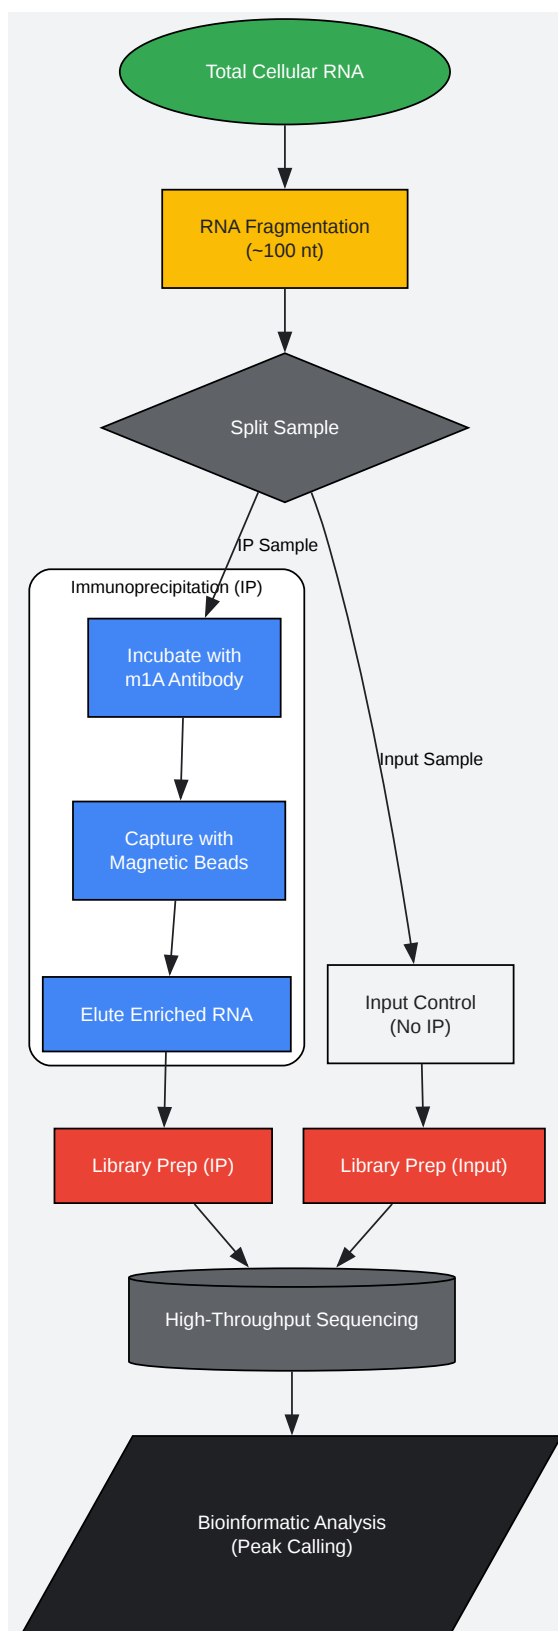 Total Cellular RNA
RNA Fragmentation
(~100 nt)
Split Sample
IP Sample
Immunoprecipitation (IP)
Incubate with
m1A Antibody
Input Sample
Capture with
Magnetic Beads
Elute Enriched RNA
Input Control
(No IP)
Library Prep (IP)
Library Prep (Input)
High-Throughput Sequencing
Bioinformatic Analysis
(Peak Calling)